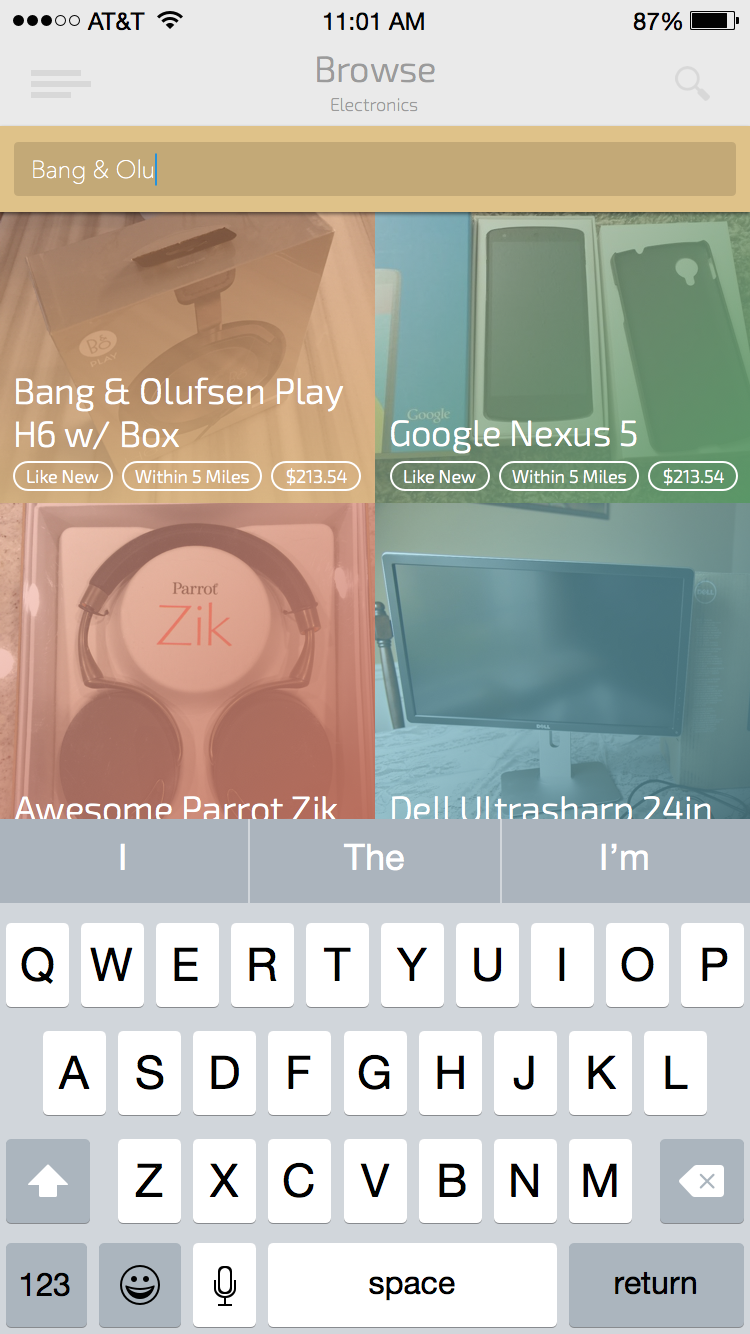 AT&T 11:01 AM 87%
Browse
Electronics
Bang & Olu
B&O
PLAY
Bang & Olufsen Play
H6 w/ Box
Like New Within 5 Miles $213.54
Google
Google Nexus 5
Like New Within 5 Miles $213.54
Parrot
Zik
Awesome Parrot Zik
DELL
DELL
Dell Ultrasharp 24in
I The I'm
Q W E R T Y U I O P
A S D F G H J K L
Z X C V B N M
123 space return